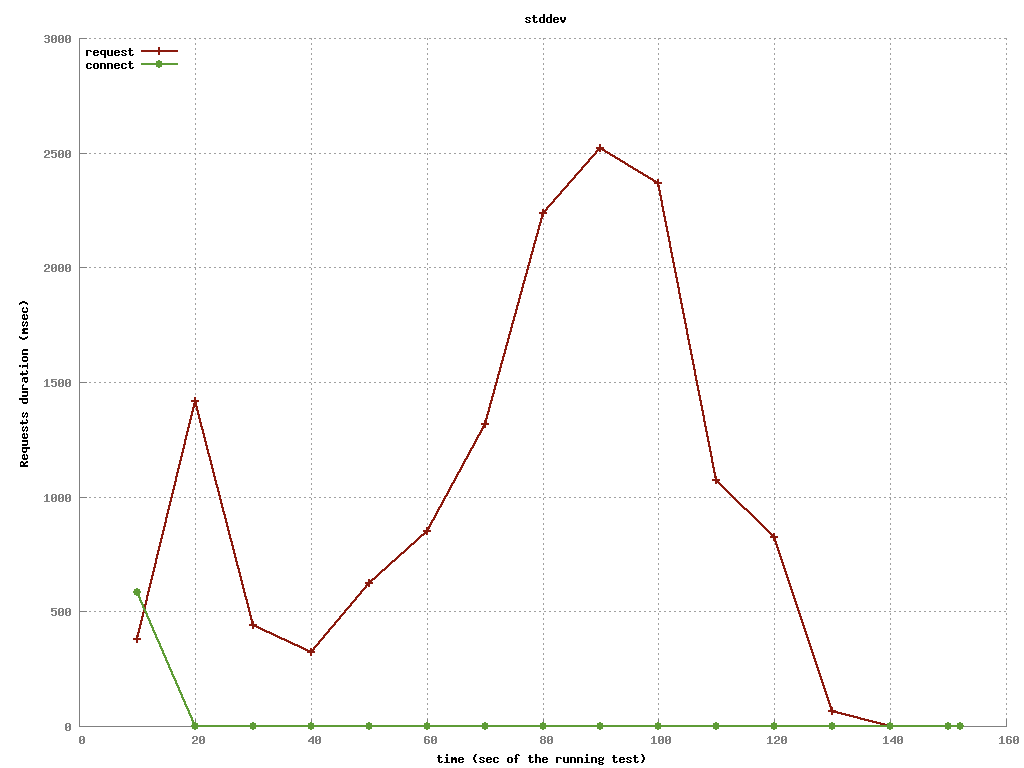 stddev
request
connect
3000
2500
2000
1500
1000
500
0
0 20 40 60 80 100 120 140 160
Requests duration (msec)
time (sec of the running test)